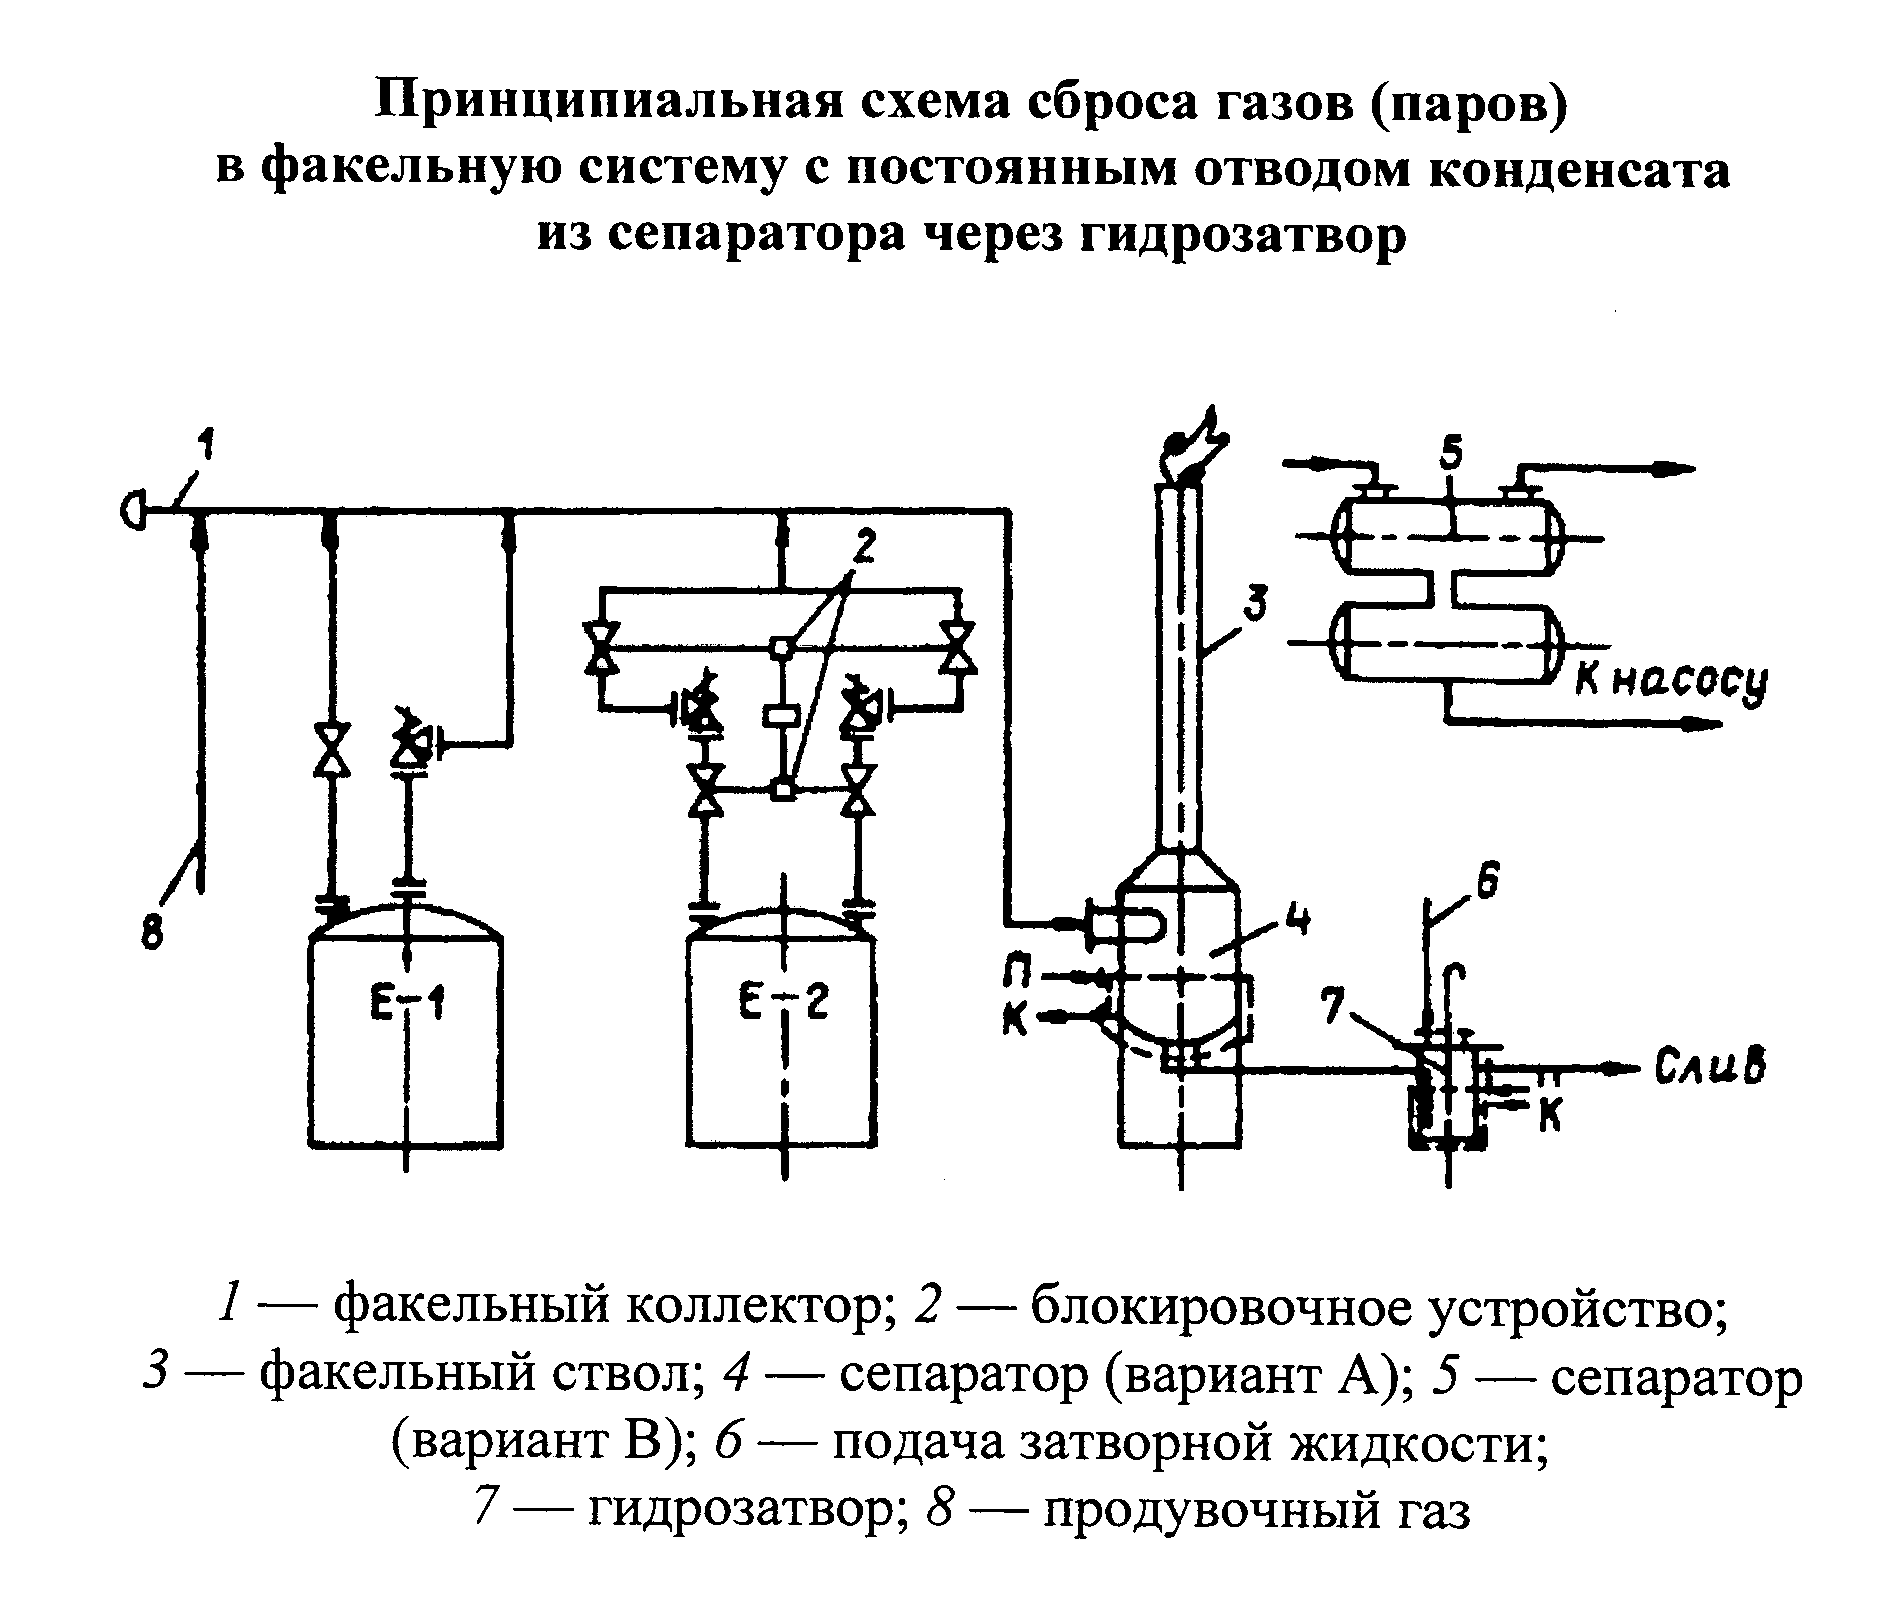 Принципиальная схема сброса газов (паров)
в факельную систему с постоянным отводом конденсата
из сепаратора через гидрозатвор
1
5
2
3
К насосу
6
8
4
П
Е-1
Е-2
К
7
Слив
П
К
1 — факельный коллектор; 2 — блокировочное устройство;
3 — факельный ствол; 4 — сепаратор (вариант А); 5 — сепаратор
(вариант В); 6 — подача затворной жидкости;
7 — гидрозатвор; 8 — продувочный газ